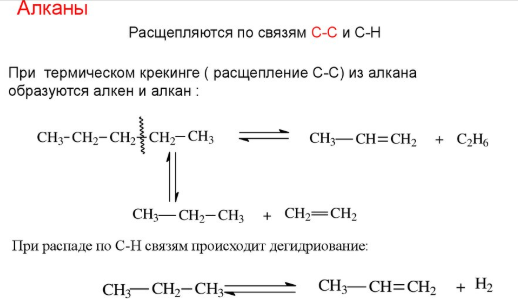 Алканы
Расщепляются по связям С-С и С-Н
При термическом крекинге ( расщепление С-С) из алкана
образуются алкен и алкан :
CH₃-CH₂-CH₂-CH₂-CH₃ ⇌ CH₃-CH=CH₂ + C₂H₆
CH₃-CH₂-CH₃ + CH₂=CH₂
При распаде по С-Н связям происходит дегидриование:
CH₃-CH₂-CH₃ ⇌ CH₃-CH=CH₂ + H₂